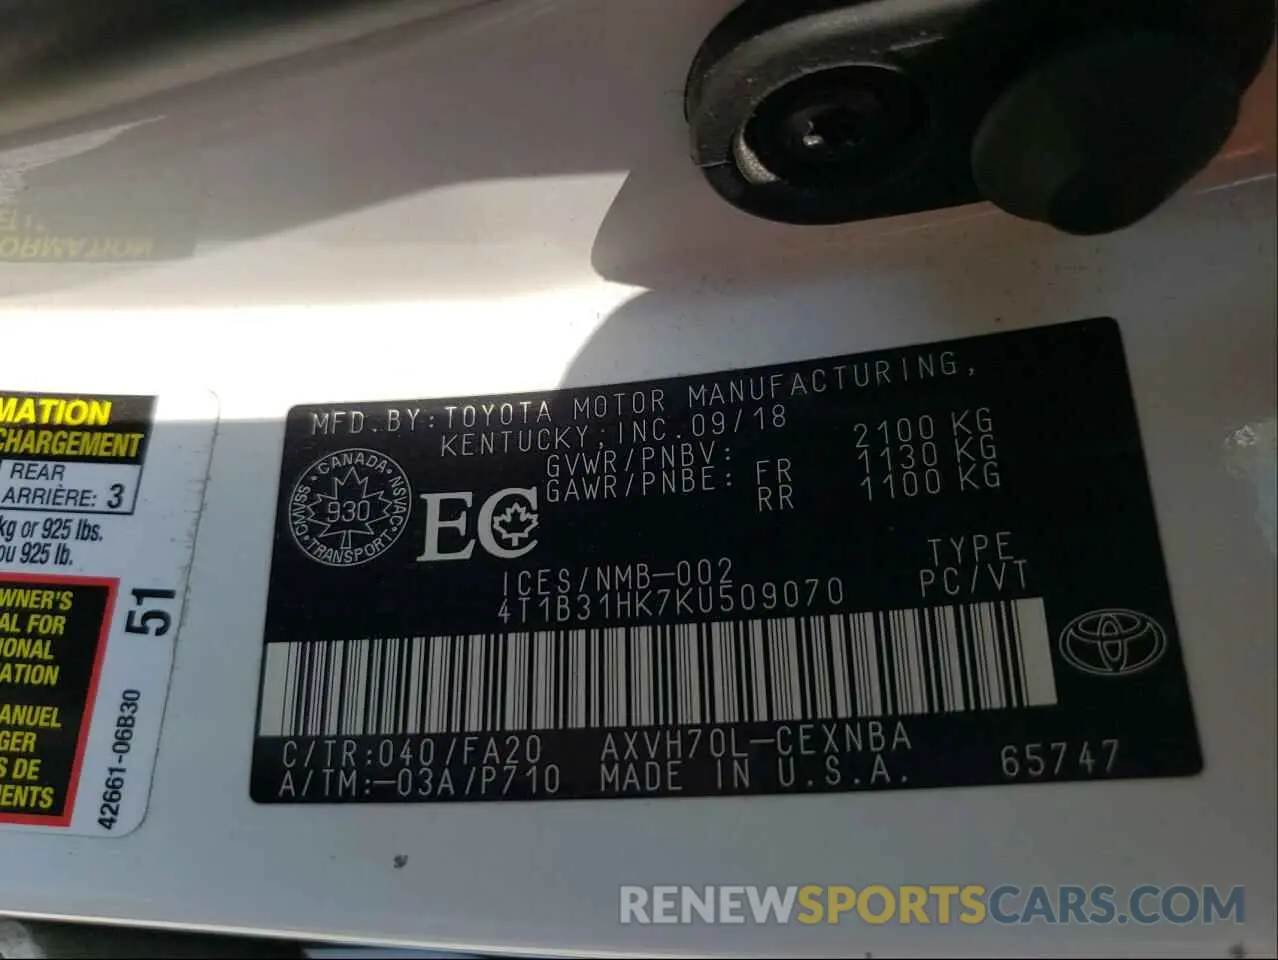 MATION
CHARGEMENT
REAR
ARRIÈRE: 3
kg or 925 lbs.
ou 925 lb.
WNER'S
AL FOR
IONAL
ATION
ANUEL
GER
S DE
ENTS
51
42661-06B30
MFD. BY: TOYOTA MOTOR MANUFACTURING,
KENTUCKY, INC. 09/18
GVWR/PNBV: 2100 KG
GAWR/PNBE: FR 1130 KG
RR 1100 KG
CANADA
CMVSS 930 NSVAC
TRANSPORT
EC
ICES/NMB-002
4T1B31HK7KU509070
TYPE
PC/VT
C/TR:040/FA20 AXVH70L-CEXNBA
A/TM:-03A/P710 MADE IN U.S.A. 65747
RENEWSPORTSCARS.COM